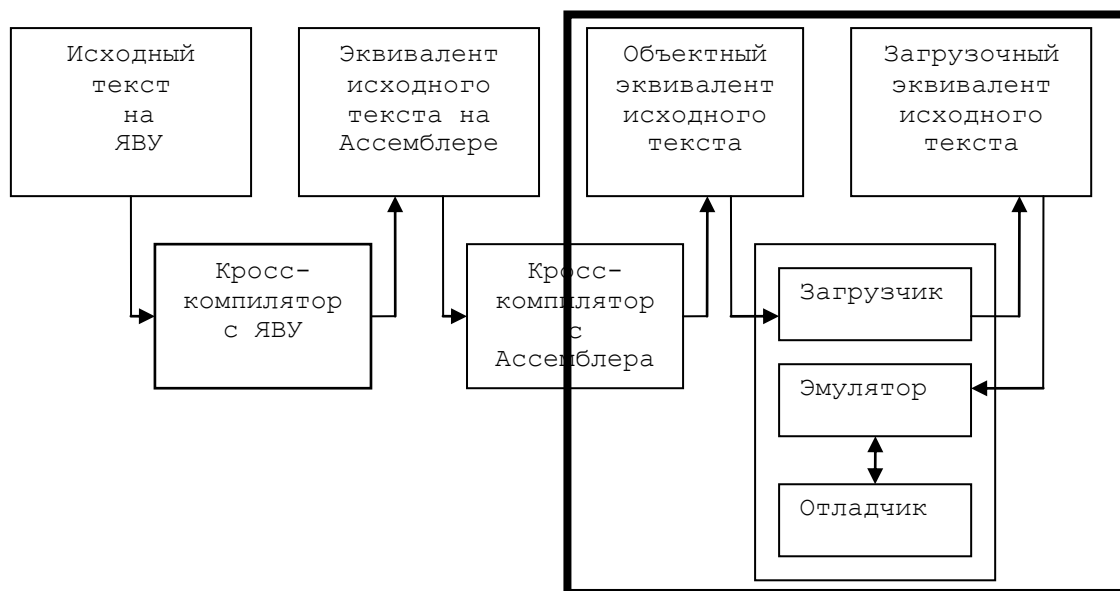 Исходный
текст
на
ЯВУ
Эквивалент
исходного
текста на
Ассемблере
Объектный
эквивалент
исходного
текста
Загрузочный
эквивалент
исходного
текста
Кросс-
компилятор
с ЯВУ
Кросс-
компилятор
с
Ассемблера
Загрузчик
Эмулятор
Отладчик